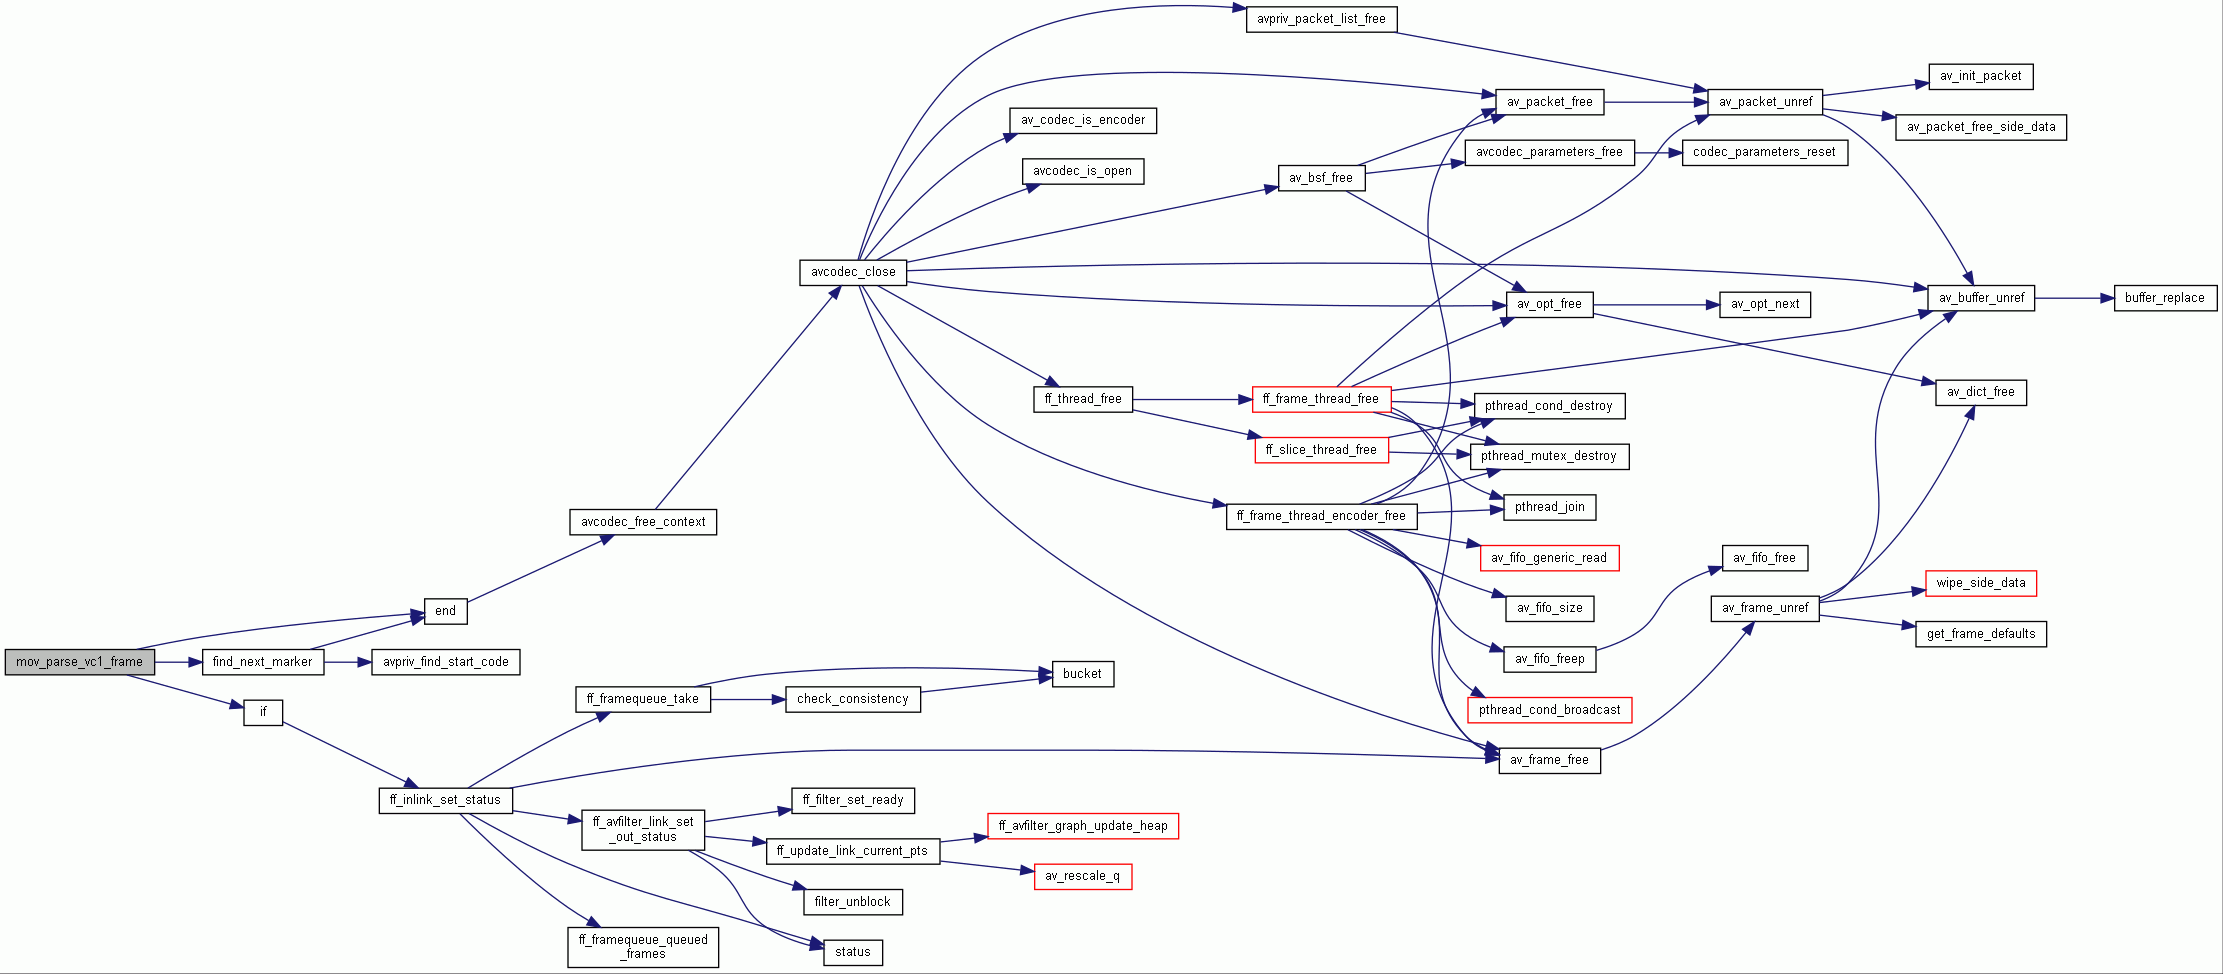 avpriv_packet_list_free
av_init_packet
av_packet_free
av_packet_unref
av_codec_is_encoder
av_packet_free_side_data
avcodec_parameters_free
codec_parameters_reset
avcodec_is_open
av_bsf_free
avcodec_close
av_buffer_unref
buffer_replace
av_opt_free
av_opt_next
av_dict_free
ff_thread_free
ff_frame_thread_free
pthread_cond_destroy
ff_slice_thread_free
pthread_mutex_destroy
pthread_join
avcodec_free_context
ff_frame_thread_encoder_free
av_fifo_generic_read
av_fifo_free
wipe_side_data
av_fifo_size
av_frame_unref
end
get_frame_defaults
mov_parse_vc1_frame
find_next_marker
avpriv_find_start_code
av_fifo_freep
bucket
ff_framequeue_take
check_consistency
if
pthread_cond_broadcast
av_frame_free
ff_inlink_set_status
ff_filter_set_ready
ff_avfilter_link_set
_out_status
ff_avfilter_graph_update_heap
ff_update_link_current_pts
av_rescale_q
filter_unblock
ff_framequeue_queued
_frames
status